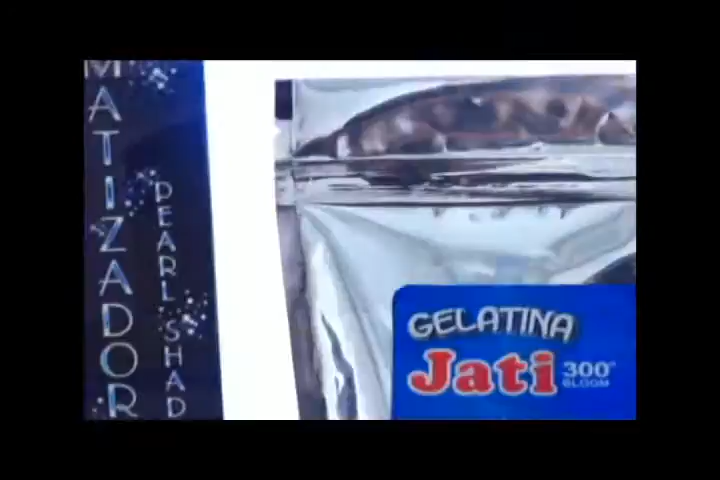 MATIZADOR
PEARL SHAD
GELATINA
Jati
300°
BLOOM